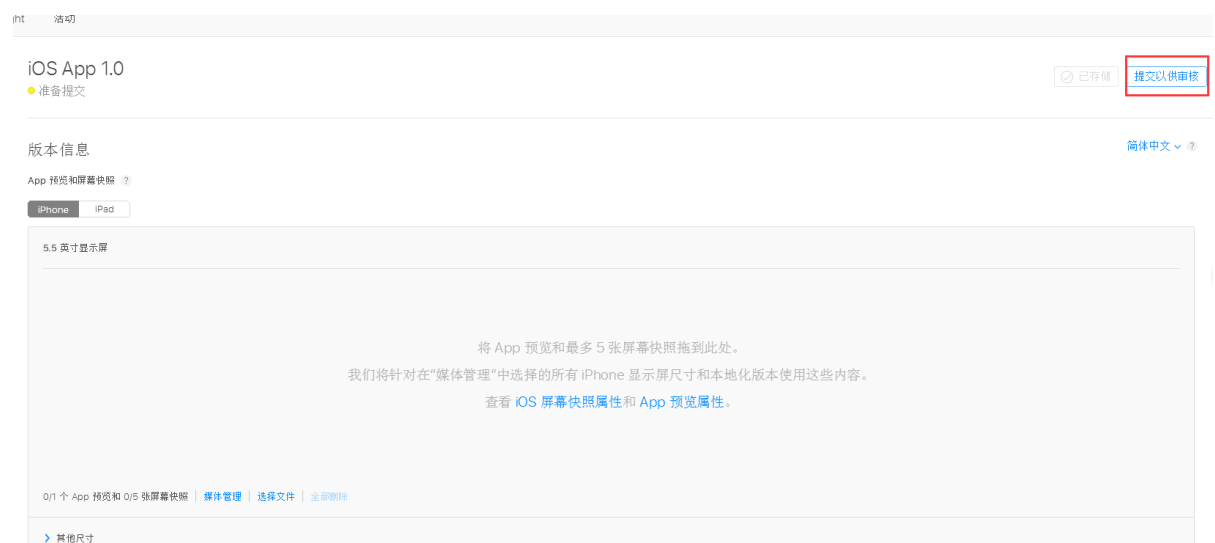 ht 活动
iOS App 1.0
准备提交
已存储 提交以供审核
版本信息
简体中文 ?
App 预览和屏幕快照 ?
iPhone iPad
5.5 英寸显示屏
将 App 预览和最多 5 张屏幕快照拖到此处。
我们将针对在“媒体管理”中选择的所有 iPhone 显示屏尺寸和本地化版本使用这些内容。
查看 iOS 屏幕快照属性和 App 预览属性。
0/1 个 App 预览和 0/5 张屏幕快照 | 媒体管理 | 选择文件 | 全部删除
其他尺寸